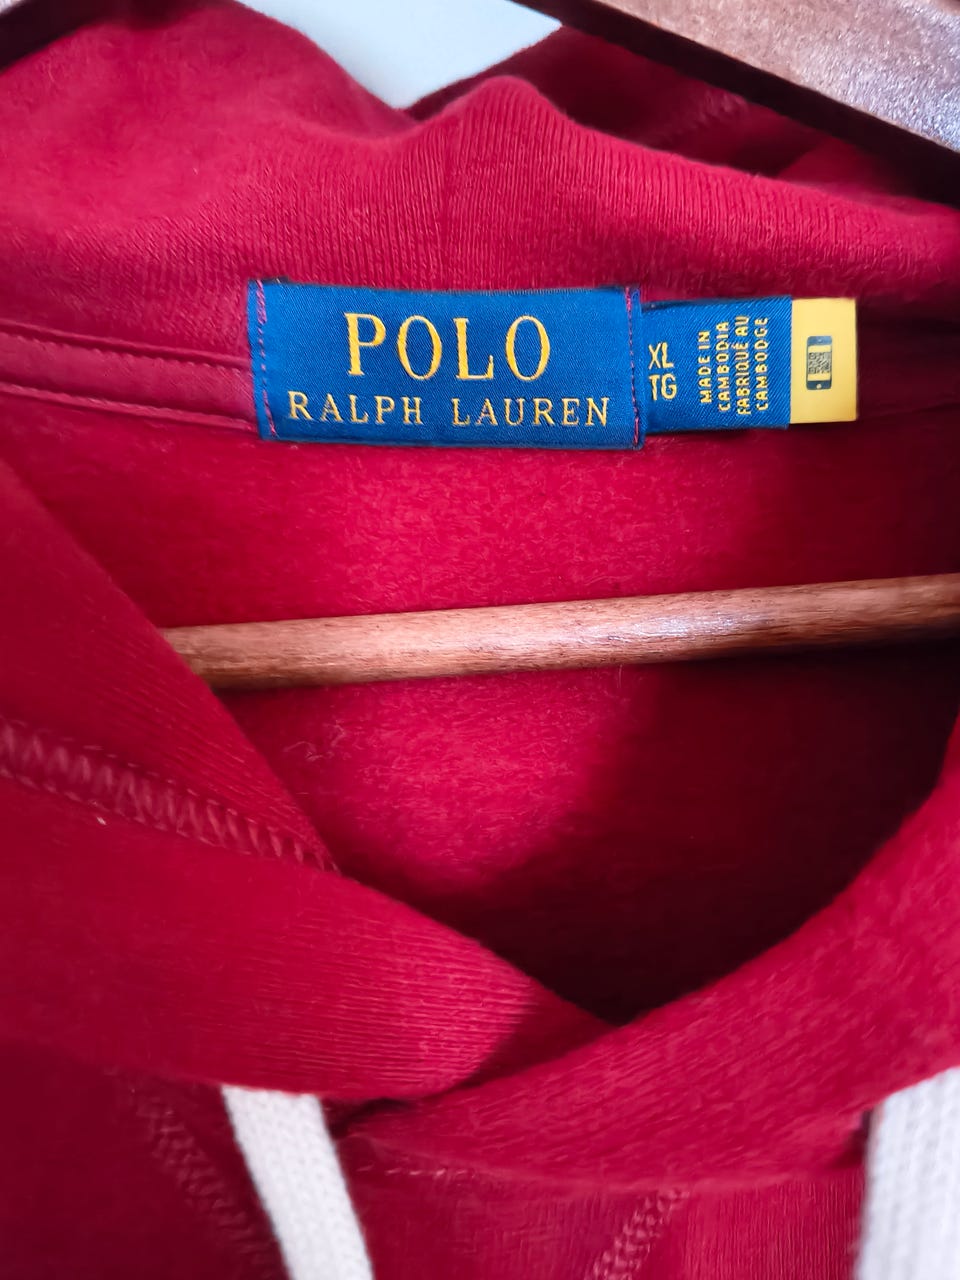 POLO
RALPH LAUREN
XL
TG
MADE IN
CAMBODIA
FABRIQUÉ AU
CAMBODGE